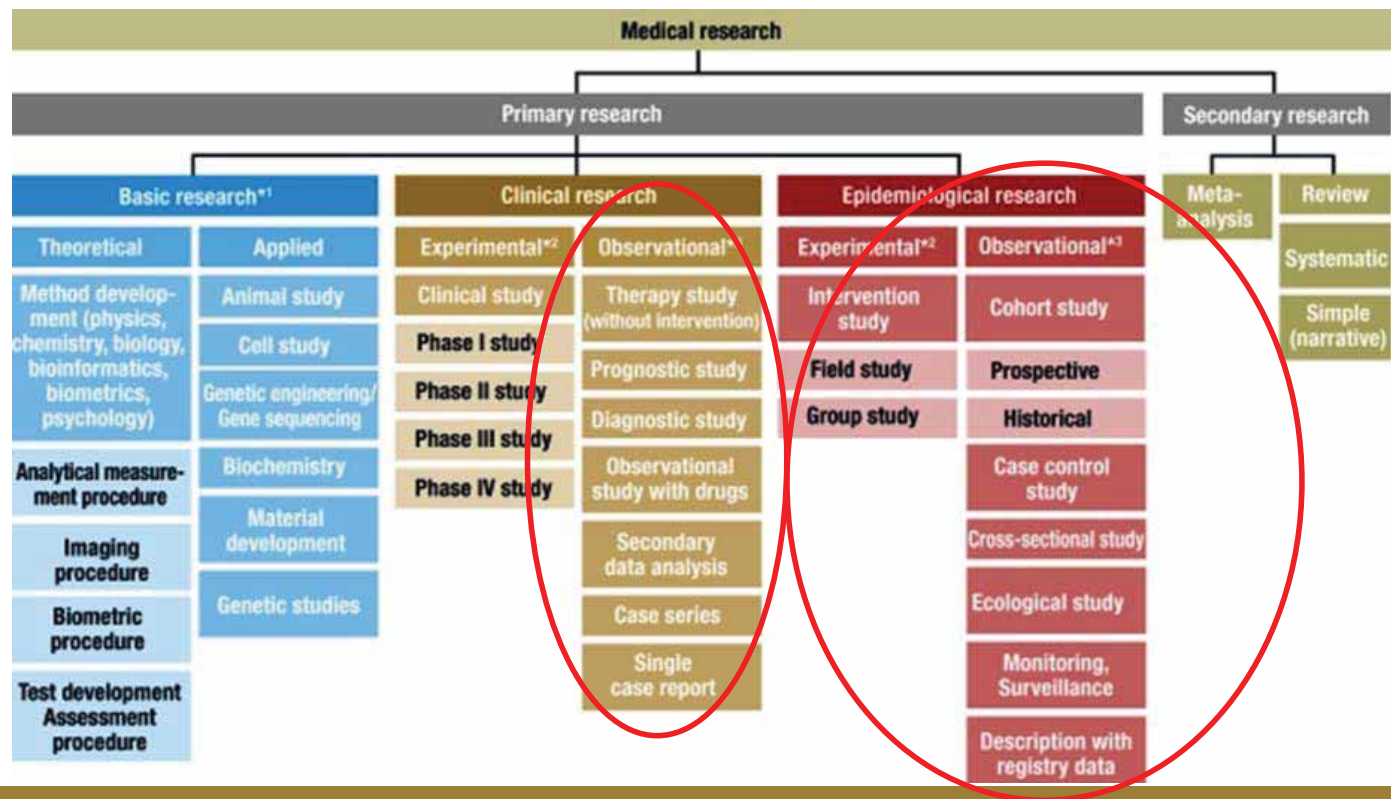 Medical research
Primary research
Secondary research
Basic research*1
Clinical research
Epidemiological research
Meta-
analysis
Review
Systematic
Simple
(narrative)
Theoretical
Method develop-
ment (physics,
chemistry, biology,
bioinformatics,
biometrics,
psychology)
Analytical measure-
ment procedure
Imaging
procedure
Biometric
procedure
Test development
Assessment
procedure
Applied
Animal study
Cell study
Genetic engineering/
Gene sequencing
Biochemistry
Material
development
Genetic studies
Experimental*2
Clinical study
Phase I study
Phase II study
Phase III study
Phase IV study
Observational*
Therapy study
(without intervention)
Prognostic study
Diagnostic study
Observational
study with drugs
Secondary
data analysis
Case series
Single
case report
Experimental*2
Intervention
study
Field study
Group study
Observational*3
Cohort study
Prospective
Historical
Case control
study
Cross-sectional study
Ecological study
Monitoring,
Surveillance
Description with
registry data